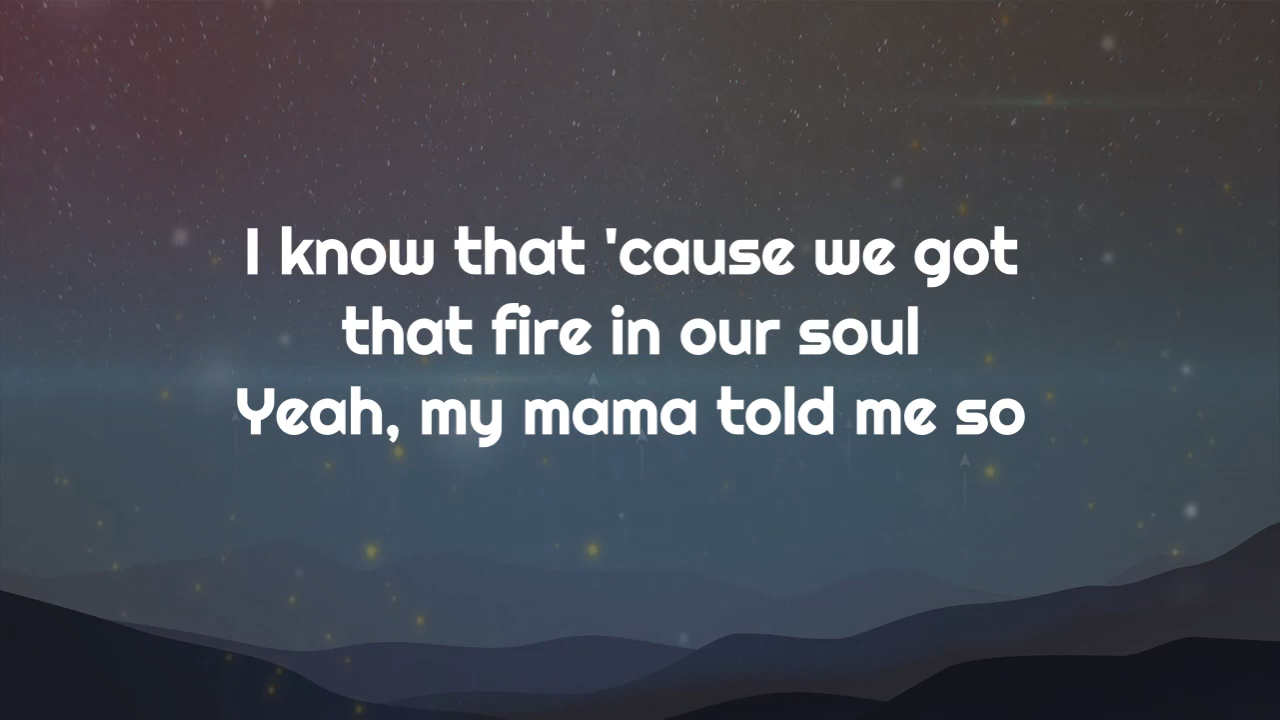 I know that 'cause we got
that fire in our soul
Yeah, my mama told me so